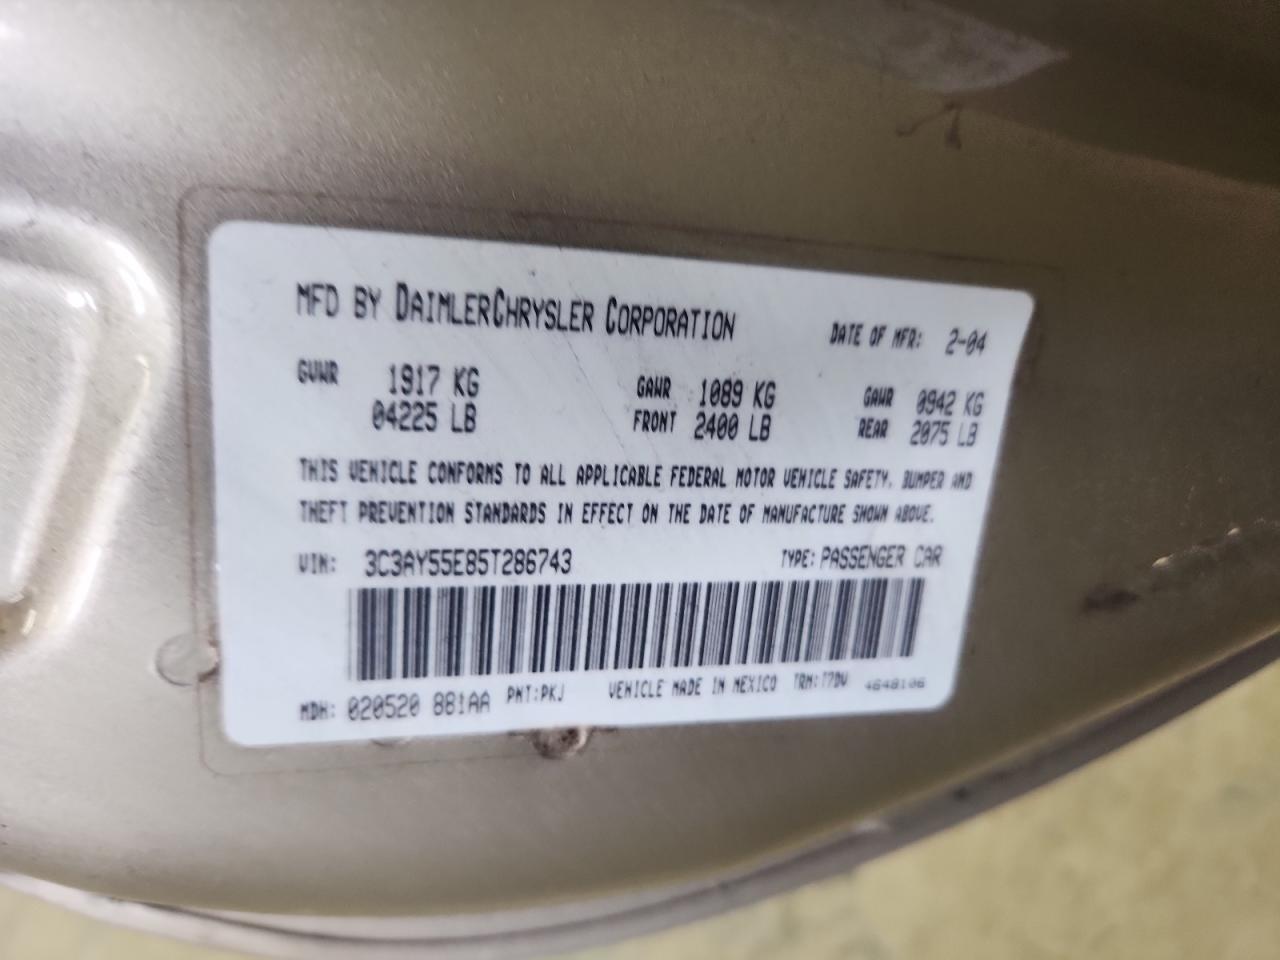 MFD BY DAIMLERCHRYSLER CORPORATION DATE OF MFR: 2-04
GVWR 1917 KG GAWR 1089 KG GAWR 0942 KG
04225 LB FRONT 2400 LB REAR 2075 LB
THIS VEHICLE CONFORMS TO ALL APPLICABLE FEDERAL MOTOR VEHICLE SAFETY, BUMPER AND
THEFT PREVENTION STANDARDS IN EFFECT ON THE DATE OF MANUFACTURE SHOWN ABOVE.
VIN: 3C3AY55E85T286743 TYPE: PASSENGER CAR
MDH: 020520 881AA PNT:PKJ VEHICLE MADE IN MEXICO TRM:T7DV 4648106